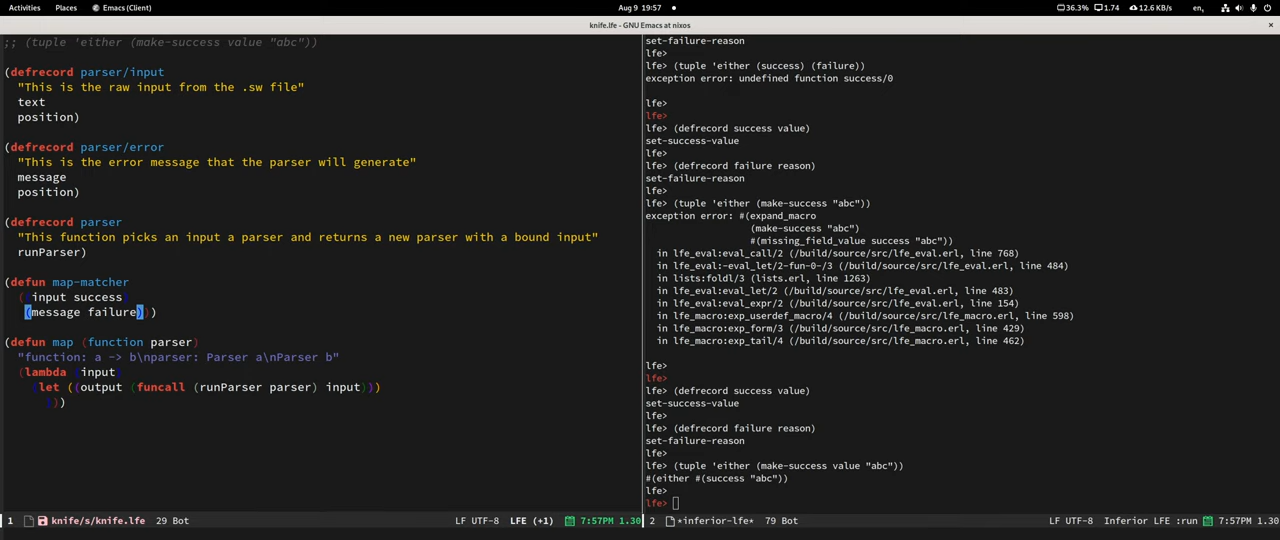 Activities Places Emacs (Client) Aug 9 19:57 36.3% 1.74 12.6 KB/s en,
knife.lfe - GNU Emacs at nixos ×
;; (tuple 'either (make-success value "abc"))
(defrecord parser/input
"This is the raw input from the .sw file"
text
position)
(defrecord parser/error
"This is the error message that the parser will generate"
message
position)
(defrecord parser
"This function picks an input a parser and returns a new parser with a bound input"
runParser)
(defun map-matcher
((input success)
(message failure)))
(defun map (function parser)
"function: a -> b\nparser: Parser a\nParser b"
(lambda (input)
(let ((output (funcall (runParser parser) input)))
)))
1 knife/s/knife.lfe 29 Bot LF UTF-8 LFE (+1) 7:57PM 1.30
set-failure-reason
lfe>
lfe> (tuple 'either (success) (failure))
exception error: undefined function success/0
lfe>
lfe>
lfe> (defrecord success value)
set-success-value
lfe>
lfe> (defrecord failure reason)
set-failure-reason
lfe>
lfe> (tuple 'either (make-success "abc"))
exception error: #(expand_macro
(make-success "abc")
#(missing_field_value success "abc"))
in lfe_eval:eval_call/2 (/build/source/src/lfe_eval.erl, line 768)
in lfe_eval:-eval_let/2-fun-0-/3 (/build/source/src/lfe_eval.erl, line 484)
in lists:foldl/3 (lists.erl, line 1263)
in lfe_eval:eval_let/2 (/build/source/src/lfe_eval.erl, line 483)
in lfe_eval:eval_expr/2 (/build/source/src/lfe_eval.erl, line 154)
in lfe_macro:exp_userdef_macro/4 (/build/source/src/lfe_macro.erl, line 598)
in lfe_macro:exp_form/3 (/build/source/src/lfe_macro.erl, line 429)
in lfe_macro:exp_tail/4 (/build/source/src/lfe_macro.erl, line 462)
lfe>
lfe>
lfe> (defrecord success value)
set-success-value
lfe>
lfe> (defrecord failure reason)
set-failure-reason
lfe>
lfe> (tuple 'either (make-success value "abc"))
#(either #(success "abc"))
lfe>
lfe>
2 *inferior-lfe* 79 Bot LF UTF-8 Inferior LFE :run 7:57PM 1.30